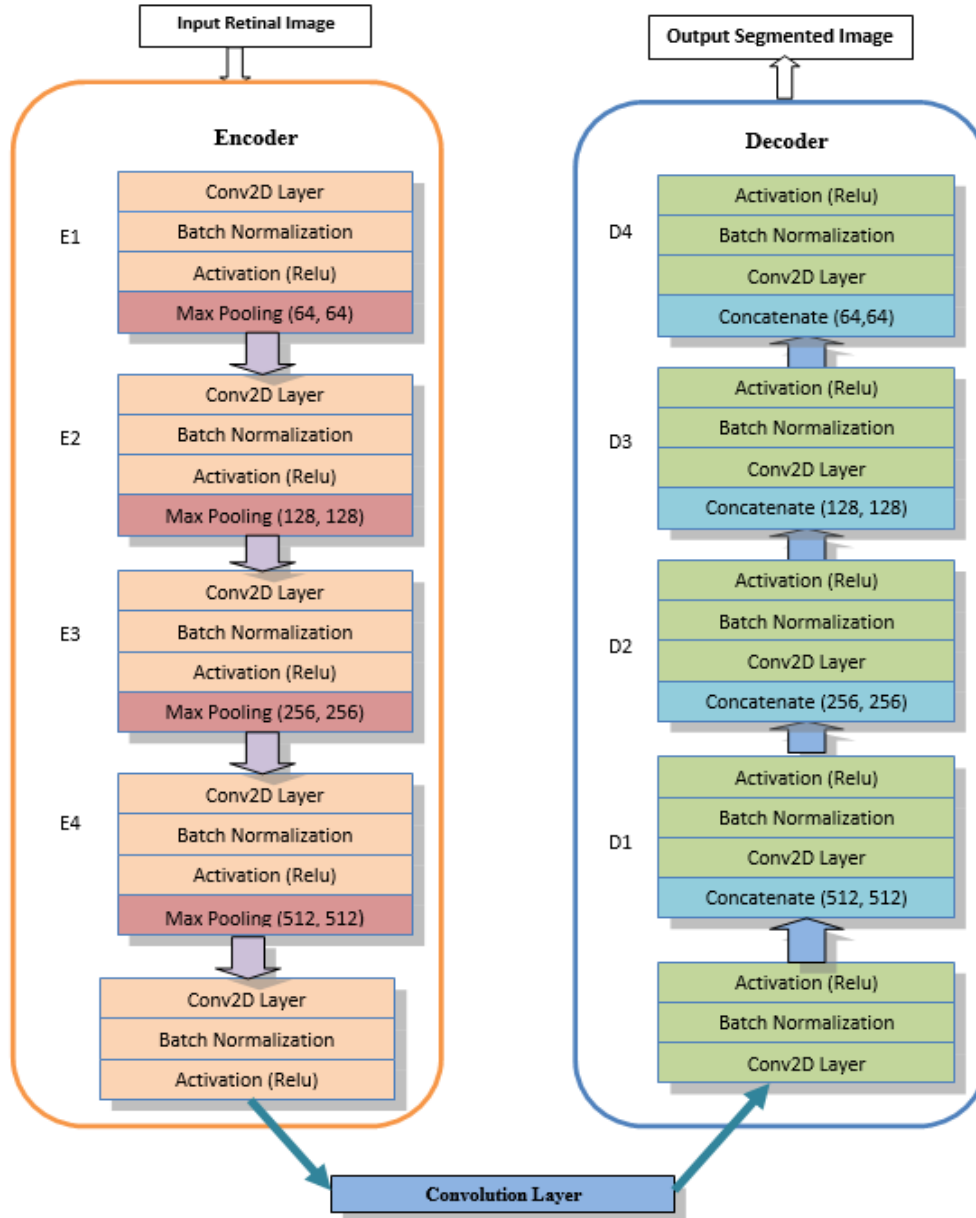 Input Retinal Image
Encoder
E1
Conv2D Layer
Batch Normalization
Activation (Relu)
Max Pooling (64, 64)
E2
Conv2D Layer
Batch Normalization
Activation (Relu)
Max Pooling (128, 128)
E3
Conv2D Layer
Batch Normalization
Activation (Relu)
Max Pooling (256, 256)
E4
Conv2D Layer
Batch Normalization
Activation (Relu)
Max Pooling (512, 512)
Conv2D Layer
Batch Normalization
Activation (Relu)
Convolution Layer
Output Segmented Image
Decoder
D4
Activation (Relu)
Batch Normalization
Conv2D Layer
Concatenate (64,64)
D3
Activation (Relu)
Batch Normalization
Conv2D Layer
Concatenate (128, 128)
D2
Activation (Relu)
Batch Normalization
Conv2D Layer
Concatenate (256, 256)
D1
Activation (Relu)
Batch Normalization
Conv2D Layer
Concatenate (512, 512)
Activation (Relu)
Batch Normalization
Conv2D Layer